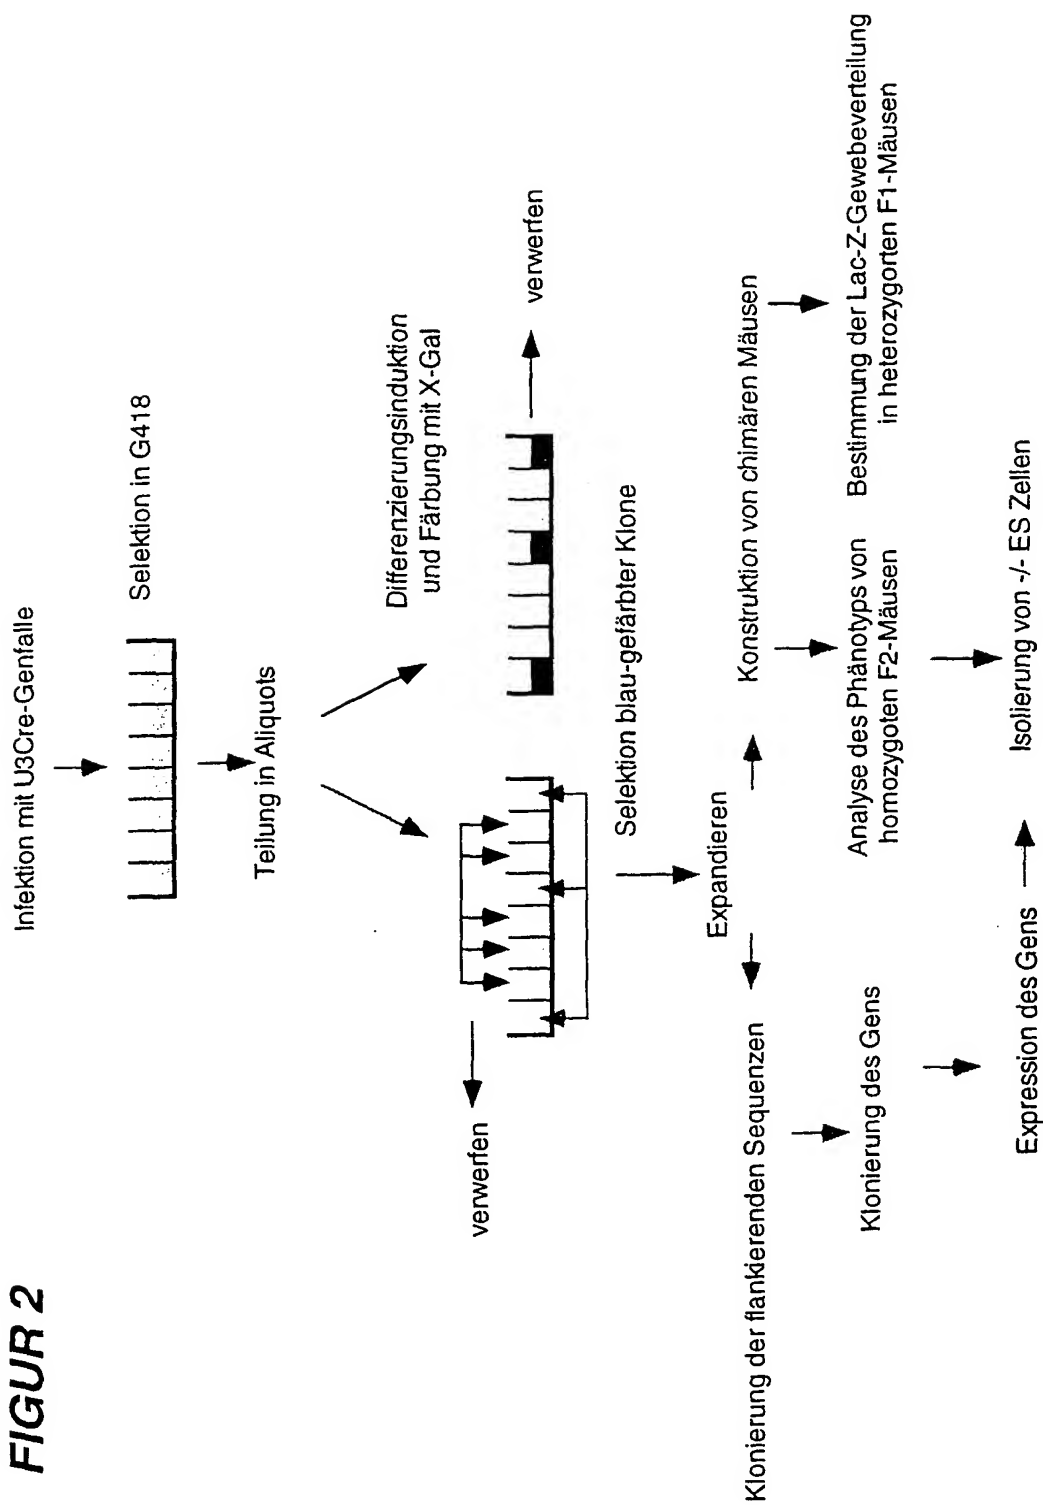 FIGUR 2
Infektion mit U3Cre-Genfalle
Selektion in G418
Teilung in Aliquots
Differenzierungsinduktion
und Färbung mit X-Gal
verwerfen
verwerfen
Selektion blau-gefärbter Klone
Expandieren
Klonierung der flankierenden Sequenzen
Konstruktion von chimären Mäusen
Klonierung des Gens
Analyse des Phänotyps von
homozygoten F2-Mäusen
Bestimmung der Lac-Z-Gewebeverteilung
in heterozygorten F1-Mäusen
Expression des Gens
Isolierung von -/- ES Zellen